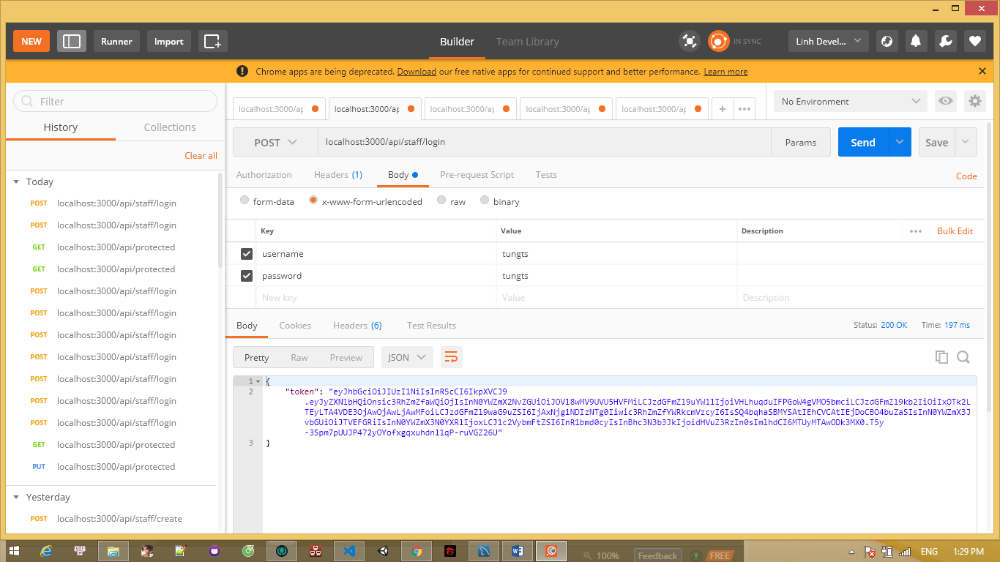 NEW
Runner
Import
Builder
Team Library
IN SYNC
Linh Devel...
Chrome apps are being deprecated. Download our free native apps for continued support and better performance. Learn more
Filter
History
Collections
Clear all
Today
POST localhost:3000/api/staff/login
POST localhost:3000/api/staff/login
GET localhost:3000/api/protected
GET localhost:3000/api/protected
POST localhost:3000/api/staff/login
POST localhost:3000/api/staff/login
POST localhost:3000/api/staff/login
POST localhost:3000/api/staff/login
POST localhost:3000/api/staff/login
POST localhost:3000/api/staff/login
POST localhost:3000/api/staff/login
GET localhost:3000/api/protected
PUT localhost:3000/api/protected
Yesterday
POST localhost:3000/api/staff/create
localhost:3000/ap localhost:3000/ap localhost:3000/ap localhost:3000/ap localhost:3000/ap + •••
No Environment
POST localhost:3000/api/staff/login Params Send Save
Authorization Headers (1) Body Pre-request Script Tests Code
form-data x-www-form-urlencoded raw binary
Key Value Description ••• Bulk Edit
username tungts
password tungts
New key Value Description
Body Cookies Headers (6) Test Results Status: 200 OK Time: 197 ms
Pretty Raw Preview JSON
1 {
2 "token": "eyJhbGciOiJIUzI1NiIsInR5cCI6IkpXVCJ9
3 }
100% Feedback FREE
ENG 1:29 PM